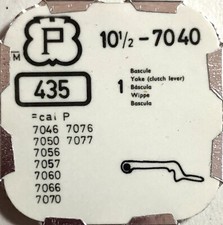 P
M
10½-7040
435
1
Bascule
Yoke (clutch lever)
Báscula
Wippe
Bascula
=cal P
7046 7076
7050 7077
7056
7057
7060
7066
7070